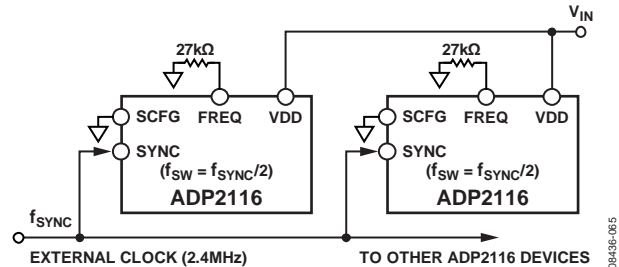 VIN
27kΩ
27kΩ
SCFG FREQ VDD
SCFG FREQ VDD
SYNC
SYNC
(fSW = fSYNC/2)
(fSW = fSYNC/2)
ADP2116
ADP2116
fSYNC
EXTERNAL CLOCK (2.4MHz)
TO OTHER ADP2116 DEVICES
08436-065